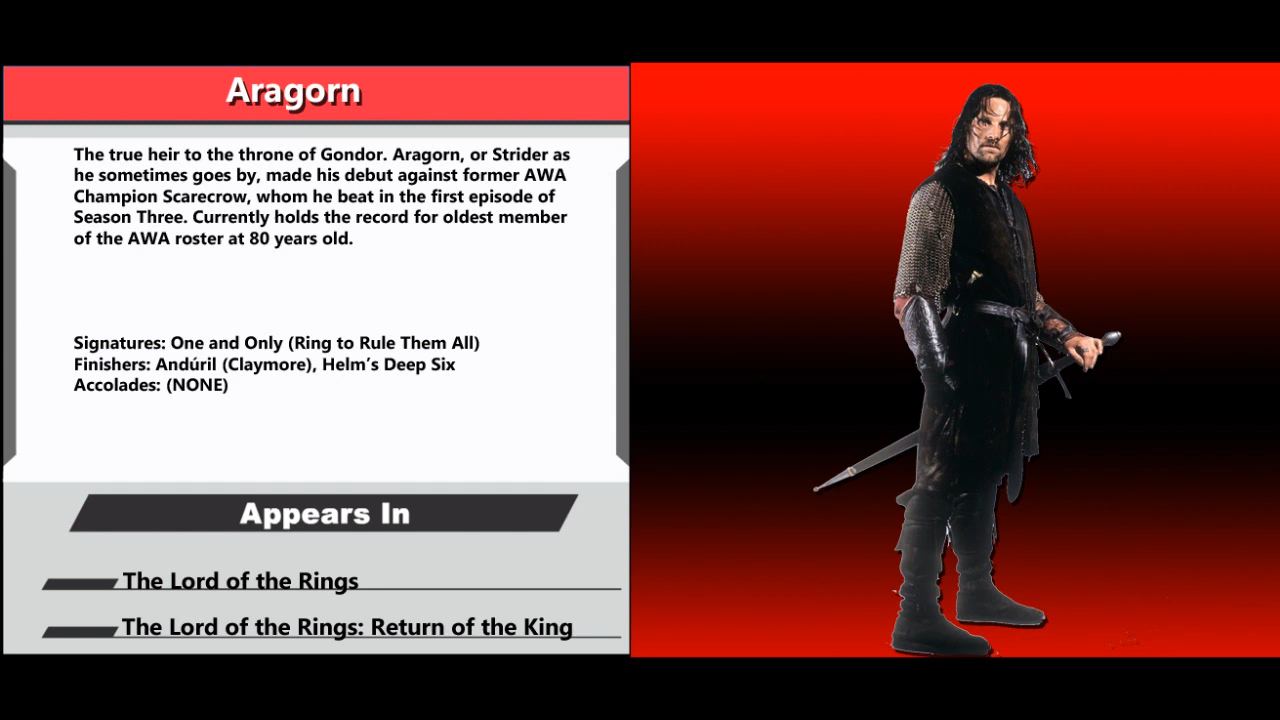 Aragorn
The true heir to the throne of Gondor. Aragorn, or Strider as
he sometimes goes by, made his debut against former AWA
Champion Scarecrow, whom he beat in the first episode of
Season Three. Currently holds the record for oldest member
of the AWA roster at 80 years old.
Signatures: One and Only (Ring to Rule Them All)
Finishers: Andúril (Claymore), Helm’s Deep Six
Accolades: (NONE)
Appears In
The Lord of the Rings
The Lord of the Rings: Return of the King